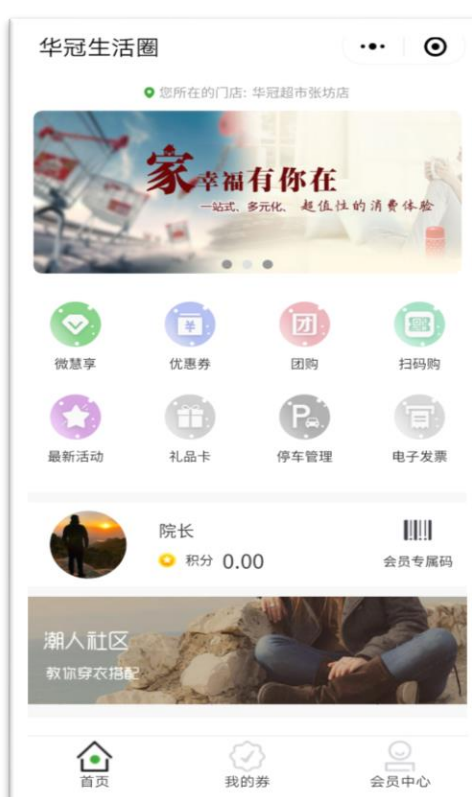 华冠生活圈
您所在的门店: 华冠超市张坊店
家幸福有你在
一站式、多元化、超值性的消费体验
微慧享 优惠券 团购 扫码购
团
P
最新活动 礼品卡 停车管理 电子发票
院长
积分 0.00 会员专属码
潮人社区
教你穿衣搭配
首页 我的券 会员中心